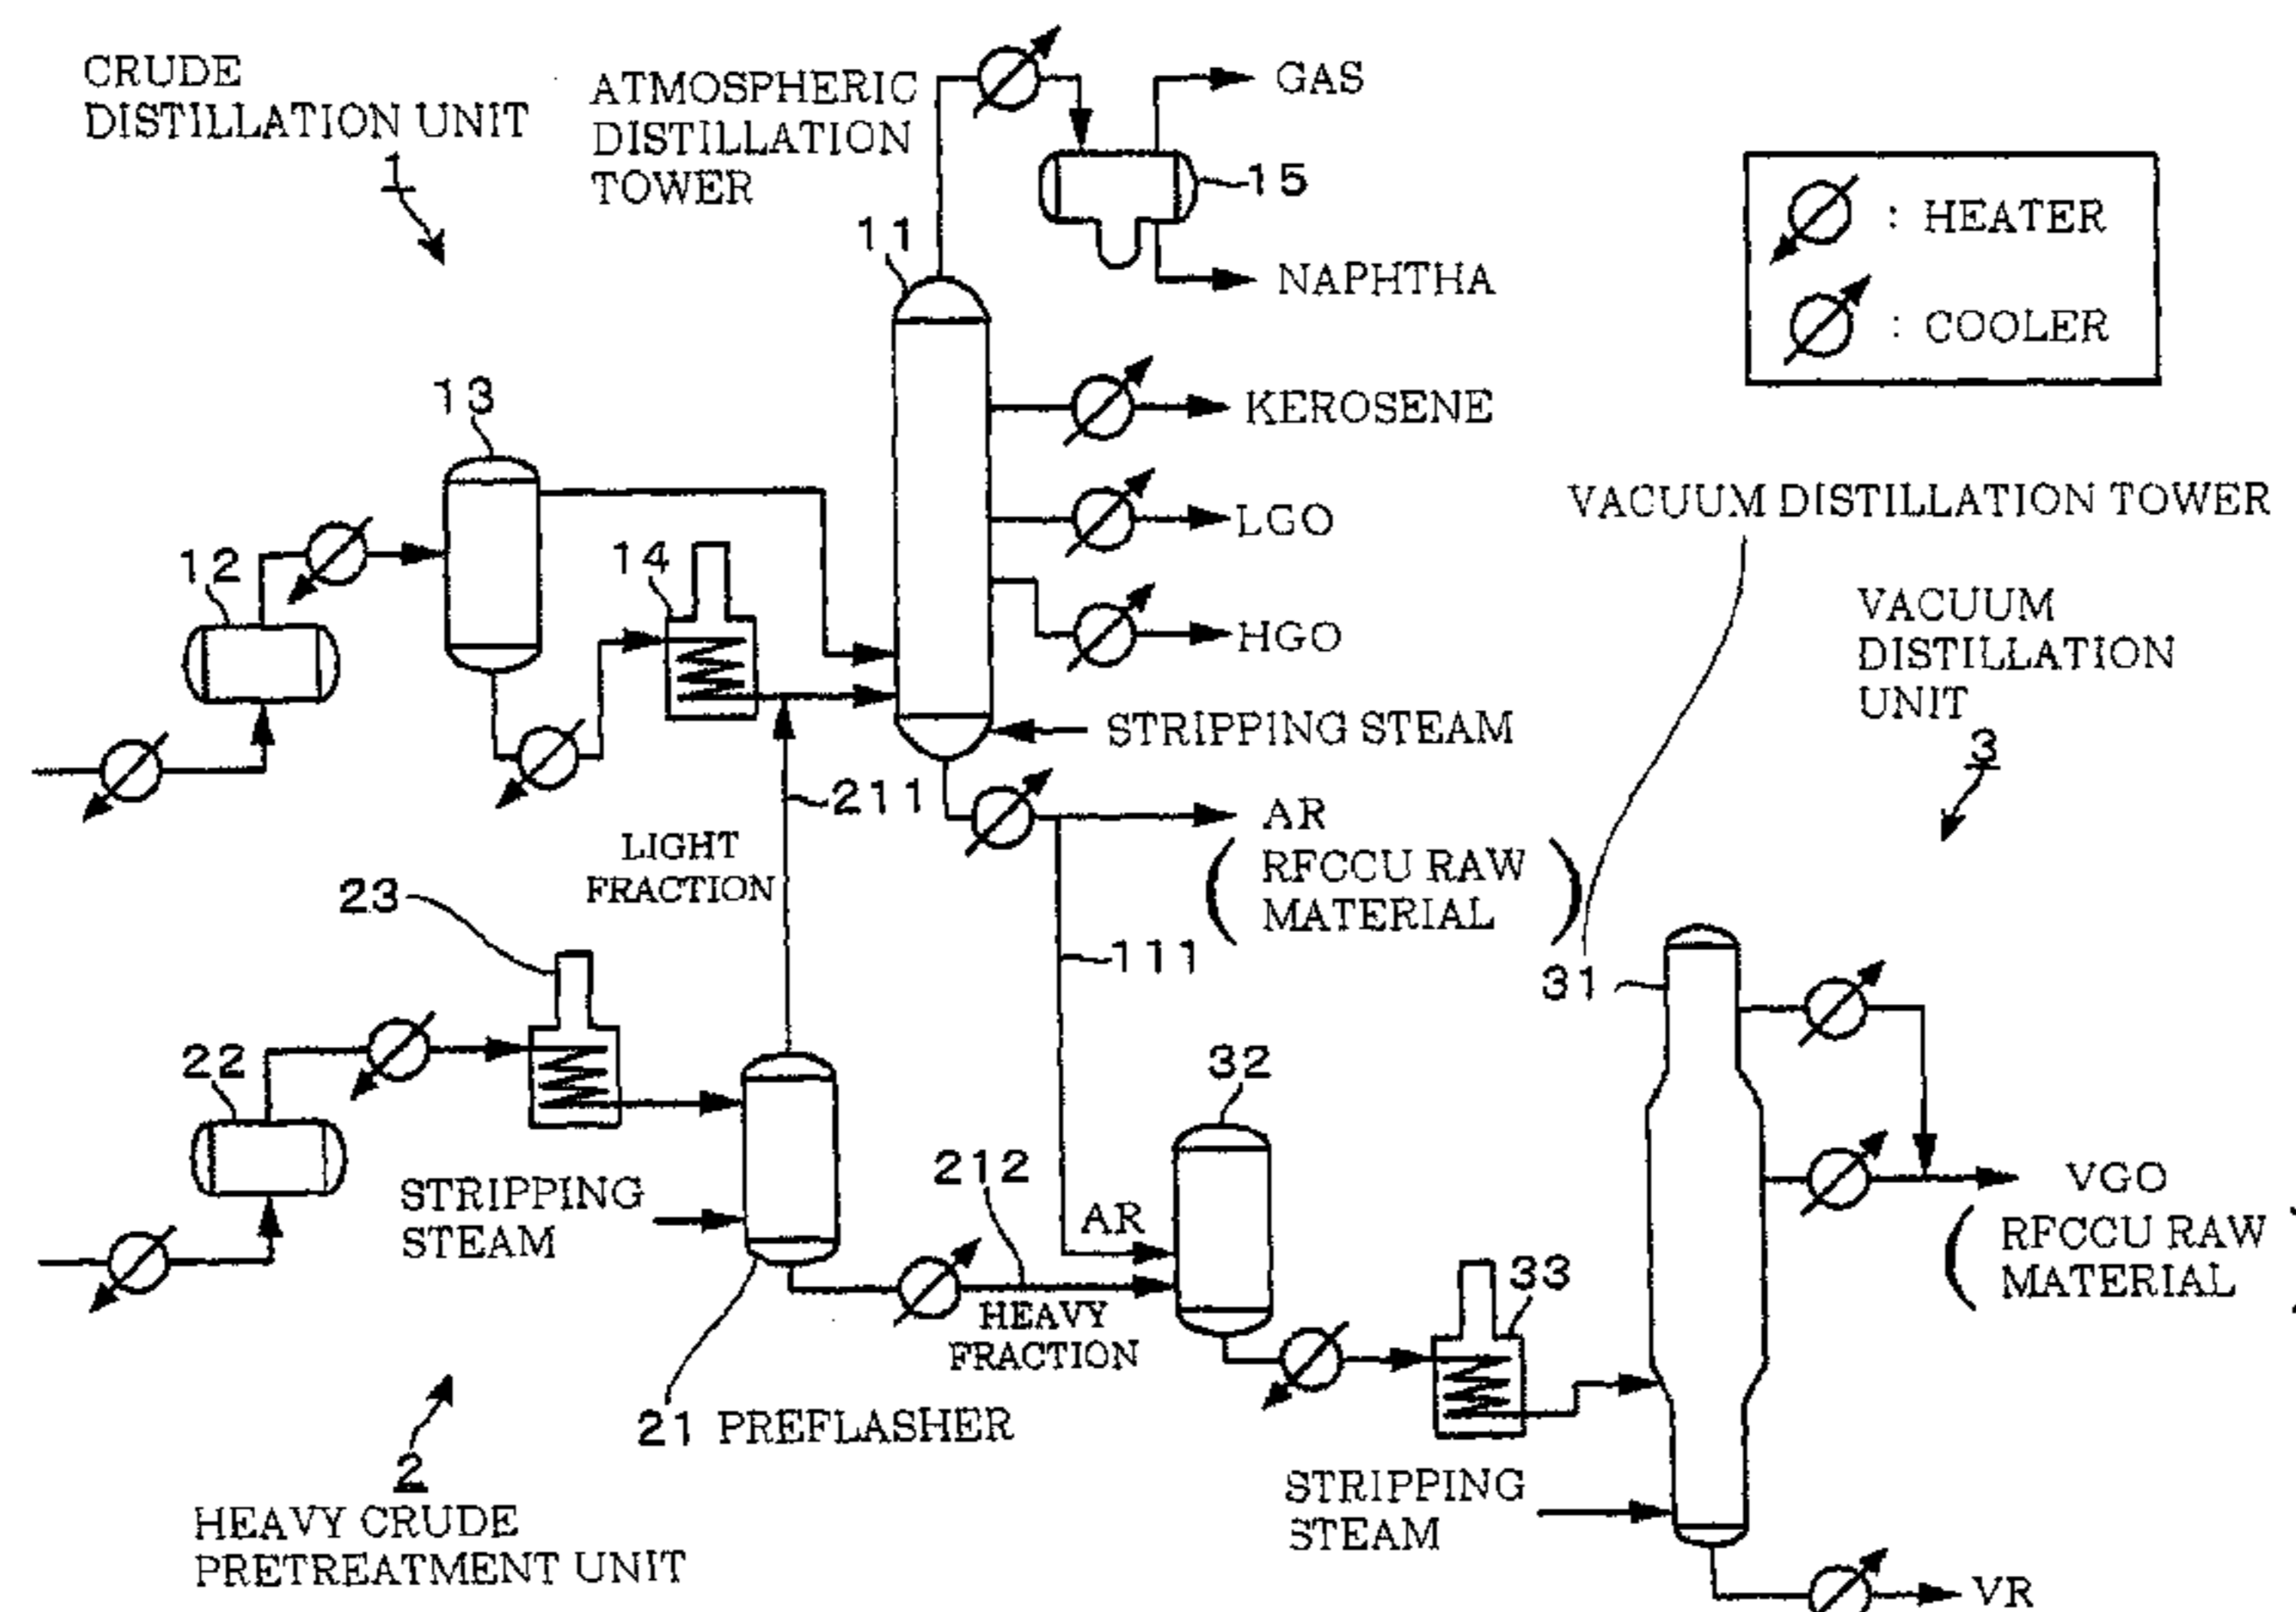 CRUDE
DISTILLATION UNIT
1
ATMOSPHERIC
DISTILLATION
TOWER
GAS
15
NAPHTHA
: HEATER
: COOLER
11
13
KEROSENE
12
14
LGO
HGO
VACUUM DISTILLATION TOWER
VACUUM
DISTILLATION
UNIT
3
STRIPPING STEAM
211
AR
LIGHT
FRACTION
(RFCCU RAW
MATERIAL)
23
111
31
22
32
212
STRIPPING
STEAM
AR
VGO
(RFCCU RAW
MATERIAL)
HEAVY
FRACTION
33
21 PREFLASHER
2
HEAVY CRUDE
PRETREATMENT UNIT
STRIPPING
STEAM
VR